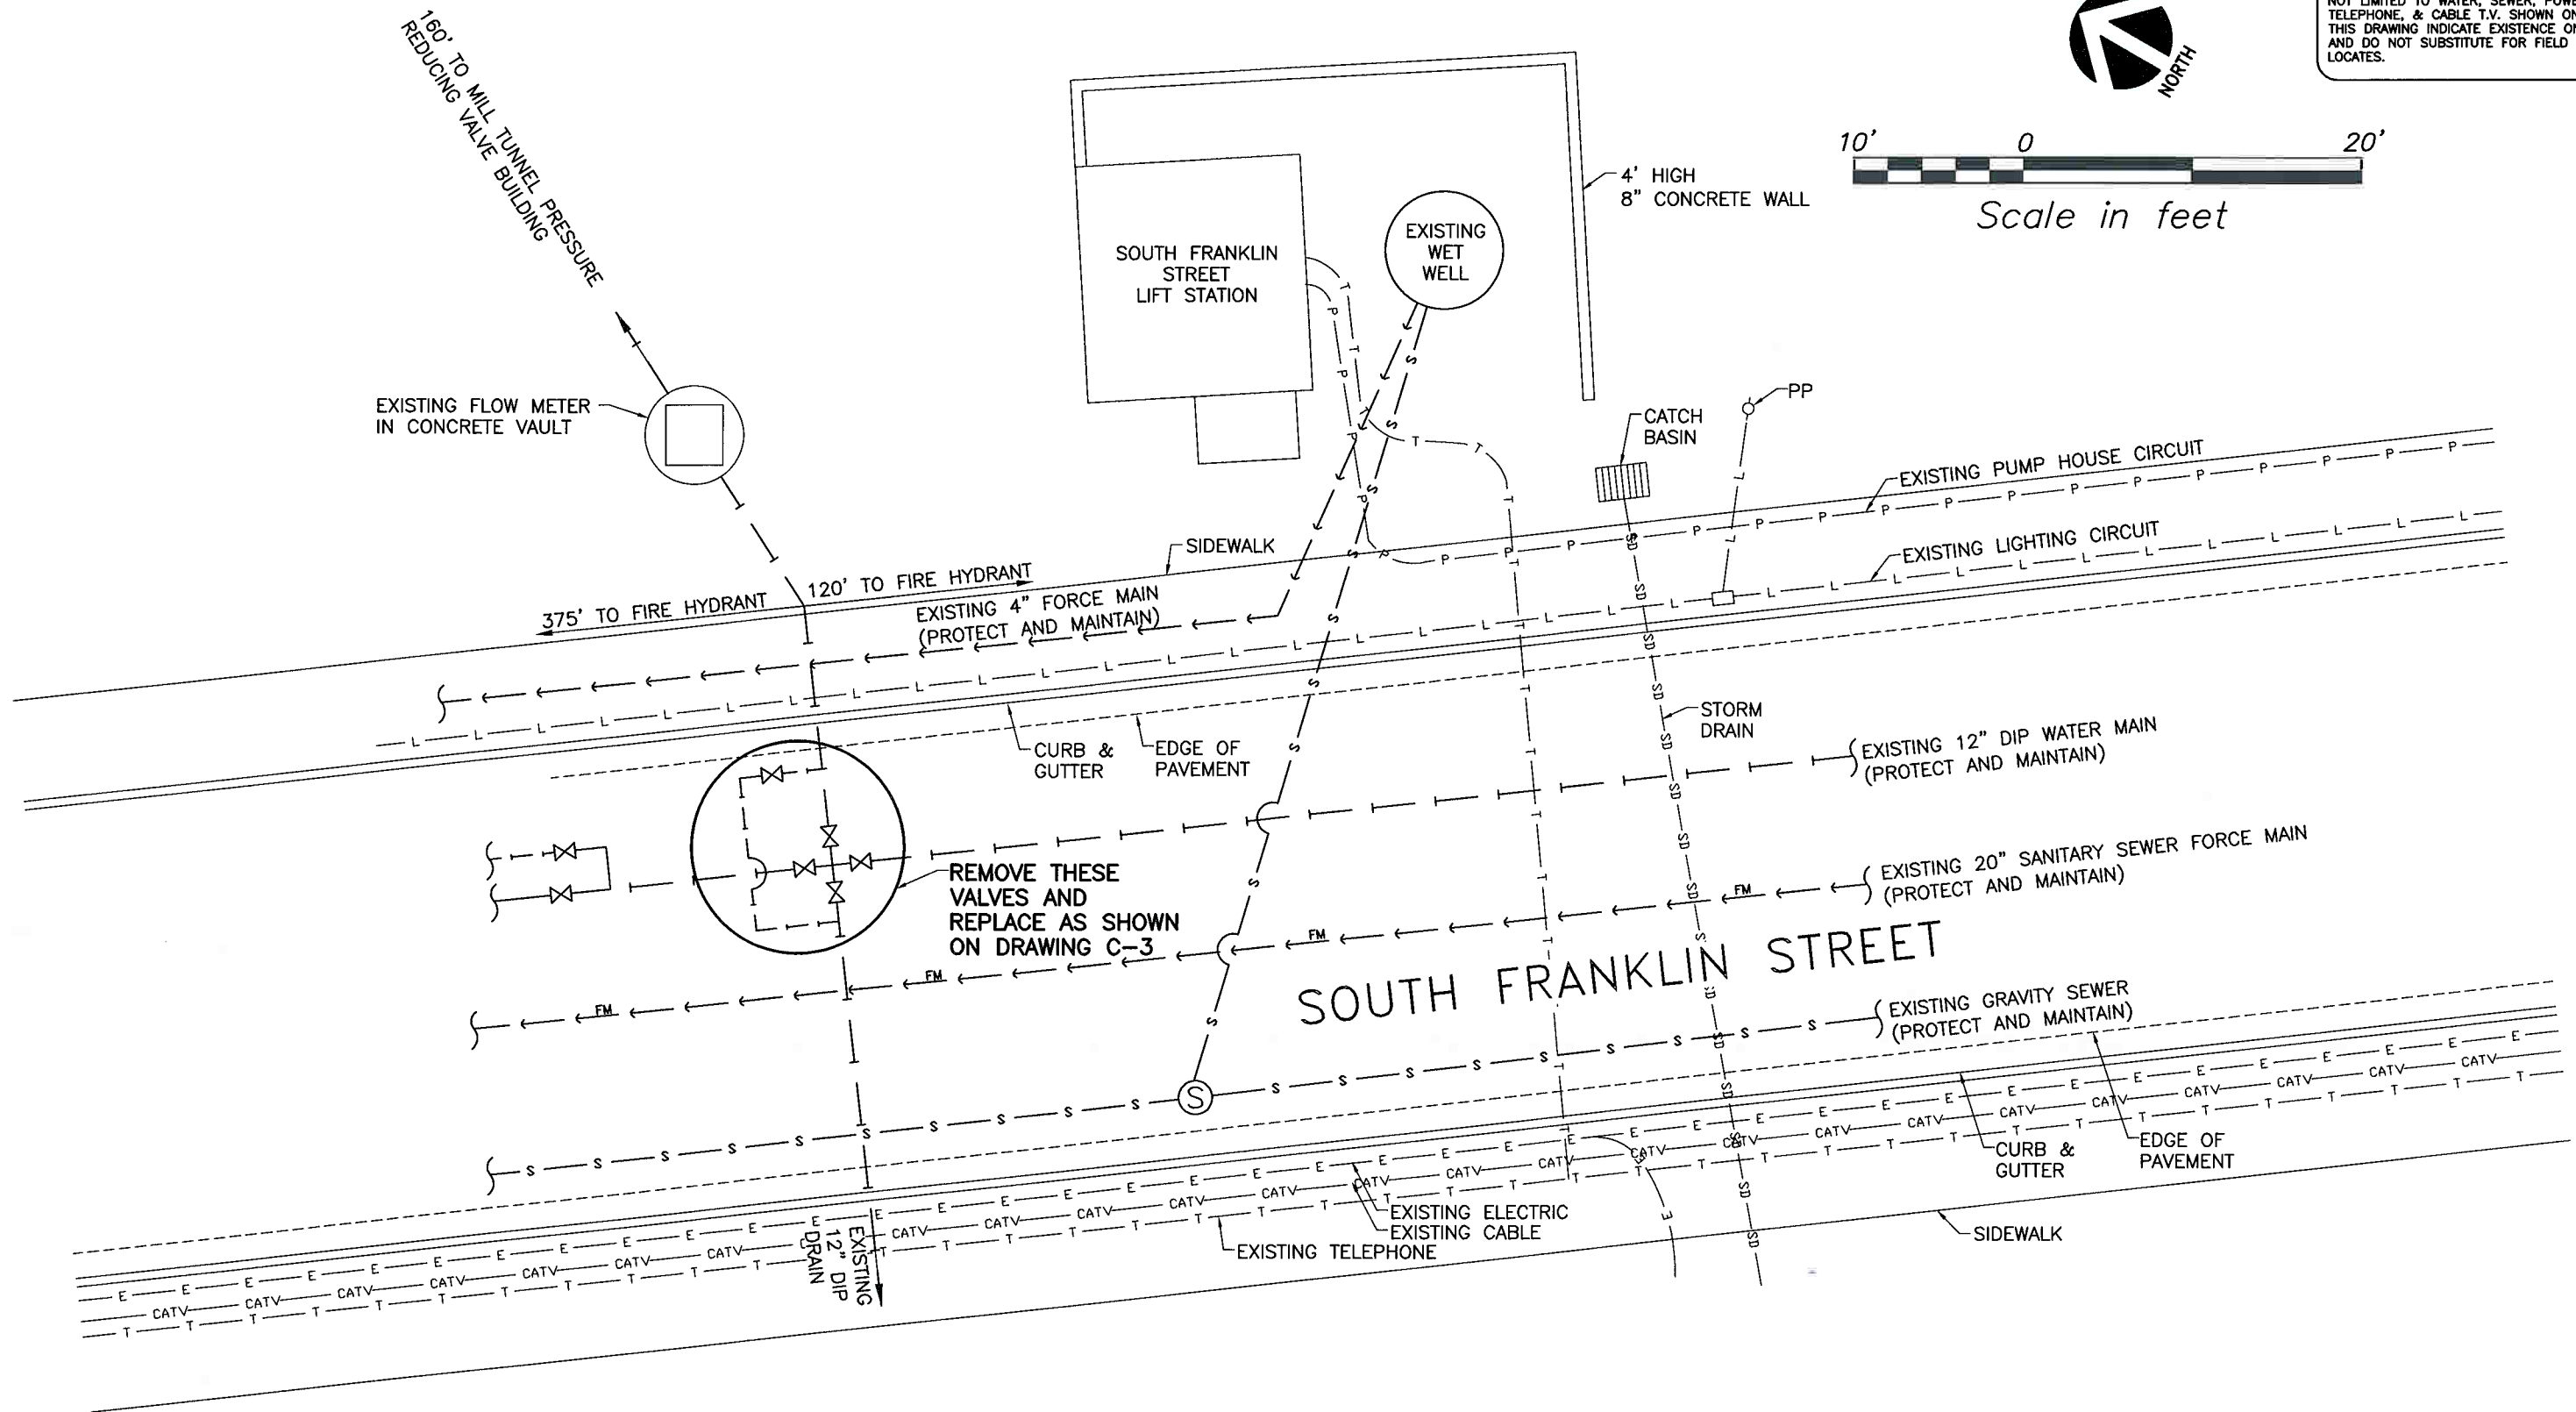 NOT LIMITED TO WATER, SEWER,
TELEPHONE, & CABLE T.V. SHOWN
THIS DRAWING INDICATE EXISTENCE
AND DO NOT SUBSTITUTE FOR FIELD
LOCATES.
NORTH
10' 0 20'
Scale in feet
160' TO MILL TUNNEL PRESSURE
REDUCING VALVE BUILDING
4' HIGH
8" CONCRETE WALL
SOUTH FRANKLIN
STREET
LIFT STATION
EXISTING
WET
WELL
EXISTING FLOW METER
IN CONCRETE VAULT
CATCH
BASIN
PP
EXISTING PUMP HOUSE CIRCUIT
EXISTING LIGHTING CIRCUIT
SIDEWALK
375' TO FIRE HYDRANT
120' TO FIRE HYDRANT
EXISTING 4" FORCE MAIN
(PROTECT AND MAINTAIN)
CURB &
GUTTER
EDGE OF
PAVEMENT
STORM
DRAIN
EXISTING 12" DIP WATER MAIN
(PROTECT AND MAINTAIN)
REMOVE THESE
VALVES AND
REPLACE AS SHOWN
ON DRAWING C-3
EXISTING 20" SANITARY SEWER FORCE MAIN
(PROTECT AND MAINTAIN)
SOUTH FRANKLIN STREET
EXISTING GRAVITY SEWER
(PROTECT AND MAINTAIN)
S
CURB &
GUTTER
EDGE OF
PAVEMENT
EXISTING
12" DIP
DRAIN
EXISTING ELECTRIC
EXISTING CABLE
EXISTING TELEPHONE
SIDEWALK